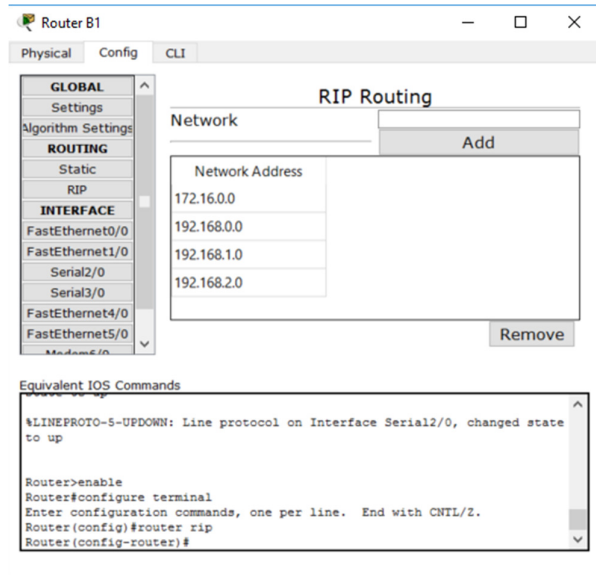 Router B1
Physical Config CLI
GLOBAL
Settings
Algorithm Settings
ROUTING
Static
RIP
INTERFACE
FastEthernet0/0
FastEthernet1/0
Serial2/0
Serial3/0
FastEthernet4/0
FastEthernet5/0
RIP Routing
Network
Add
Network Address
172.16.0.0
192.168.0.0
192.168.1.0
192.168.2.0
Remove
Equivalent IOS Commands
%LINEPROTO-5-UPDOWN: Line protocol on Interface Serial2/0, changed state
to up
Router>enable
Router#configure terminal
Enter configuration commands, one per line. End with CNTL/Z.
Router(config)#router rip
Router(config-router)#